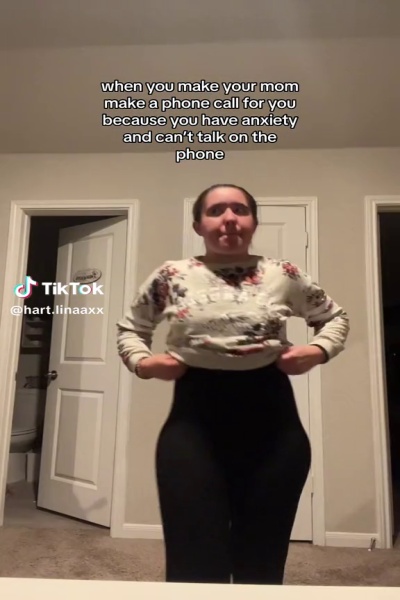 when you make your mom
make a phone call for you
because you have anxiety
and can't talk on the
phone
TikTok
@hart.linaaxx